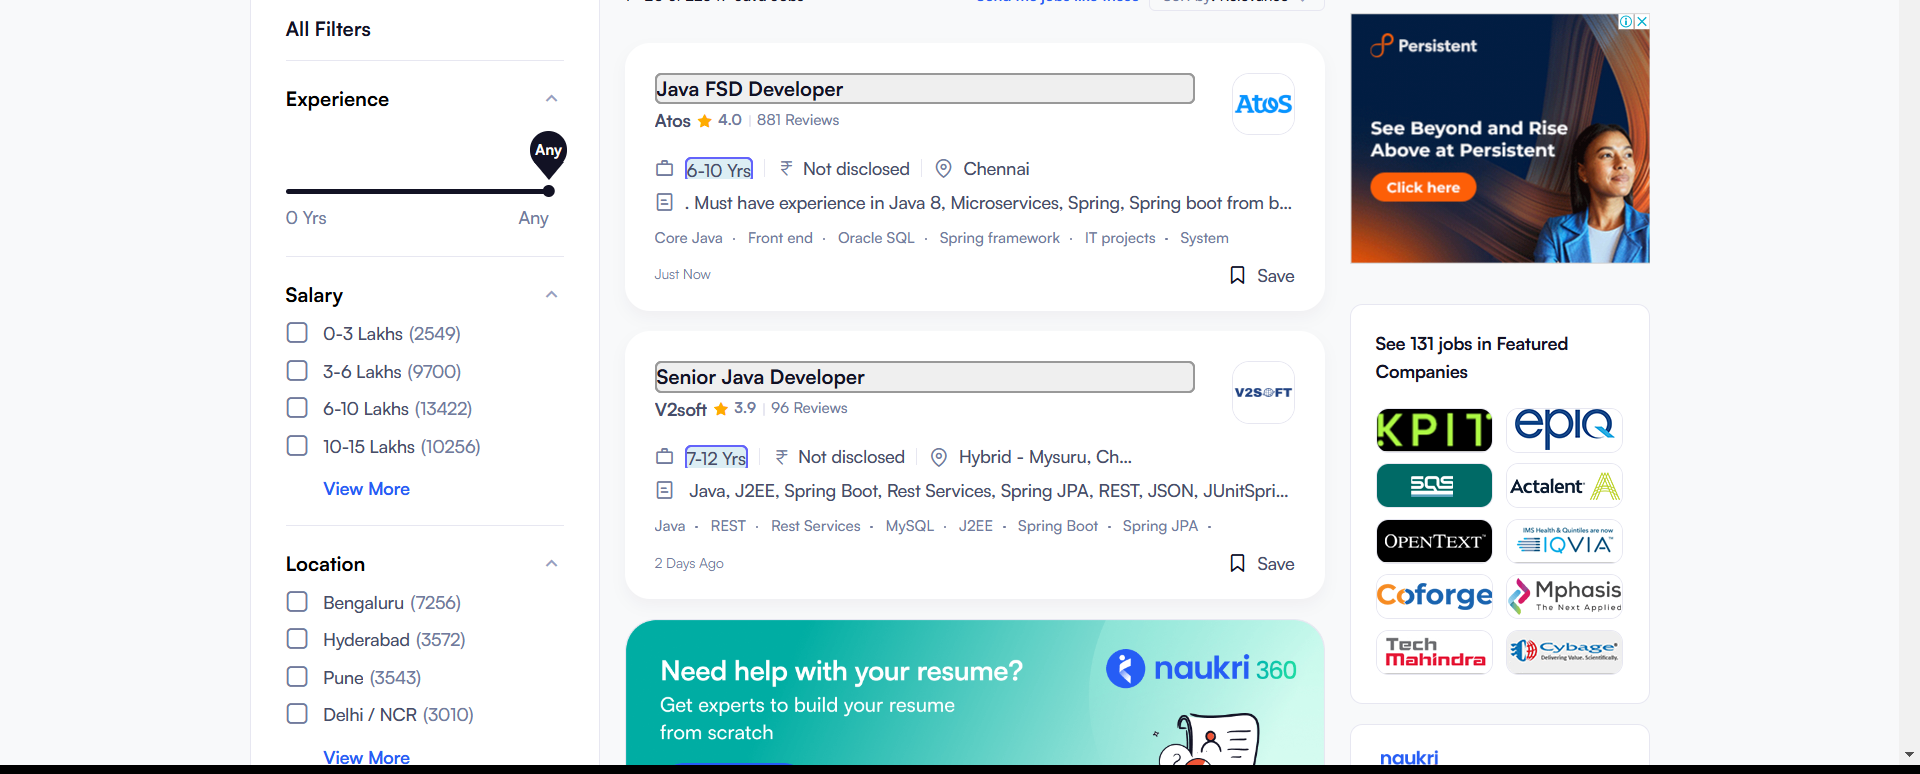 All Filters
Experience
Any
0 Yrs
Any
Salary
0-3 Lakhs (2549)
3-6 Lakhs (9700)
6-10 Lakhs (13422)
10-15 Lakhs (10256)
View More
Location
Bengaluru (7256)
Hyderabad (3572)
Pune (3543)
Delhi / NCR (3010)
View More
Java FSD Developer
Atos 4.0 | 881 Reviews
Atos
6-10 Yrs
₹ Not disclosed
Chennai
. Must have experience in Java 8, Microservices, Spring, Spring boot from b...
Core Java · Front end · Oracle SQL · Spring framework · IT projects · System
Just Now
Save
Senior Java Developer
V2soft 3.9 | 96 Reviews
V2SOFT
7-12 Yrs
₹ Not disclosed
Hybrid - Mysuru, Ch...
Java, J2EE, Spring Boot, Rest Services, Spring JPA, REST, JSON, JUnitSpri...
Java · REST · Rest Services · MySQL · J2EE · Spring Boot · Spring JPA ·
2 Days Ago
Save
Need help with your resume?
Get experts to build your resume
from scratch
naukri 360
Persistent
See Beyond and Rise
Above at Persistent
Click here
See 131 jobs in Featured
Companies
KPIT
epiQ
SQS
Actalent
OPENTEXT™
IMS Health & Quintiles are now
IQVIA™
Coforge
Mphasis
The Next Applied
Tech
Mahindra
Cybage®
Delivering Value. Scientifically.
naukri